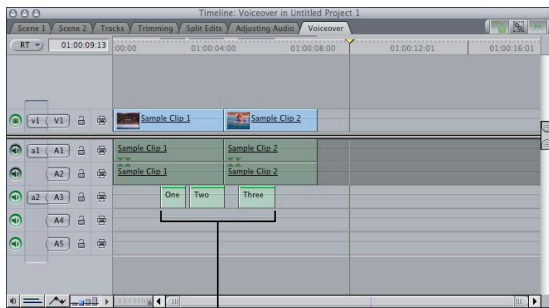 Timeline: Voiceover in Untitled Project 1
Scene 1 Scene 2 Tracks Trimming Split Edits Adjusting Audio Voiceover
RT 01:00:09:13 :00:00 01:00:04:00 01:00:08:00 01:00:12:01 01:00:16:01
v1 V1 Sample Clip 1 Sample Clip 2
a1 A1 Sample Clip 1 Sample Clip 2
A2 Sample Clip 1 Sample Clip 2
a2 A3 One Two Three
A4
A5